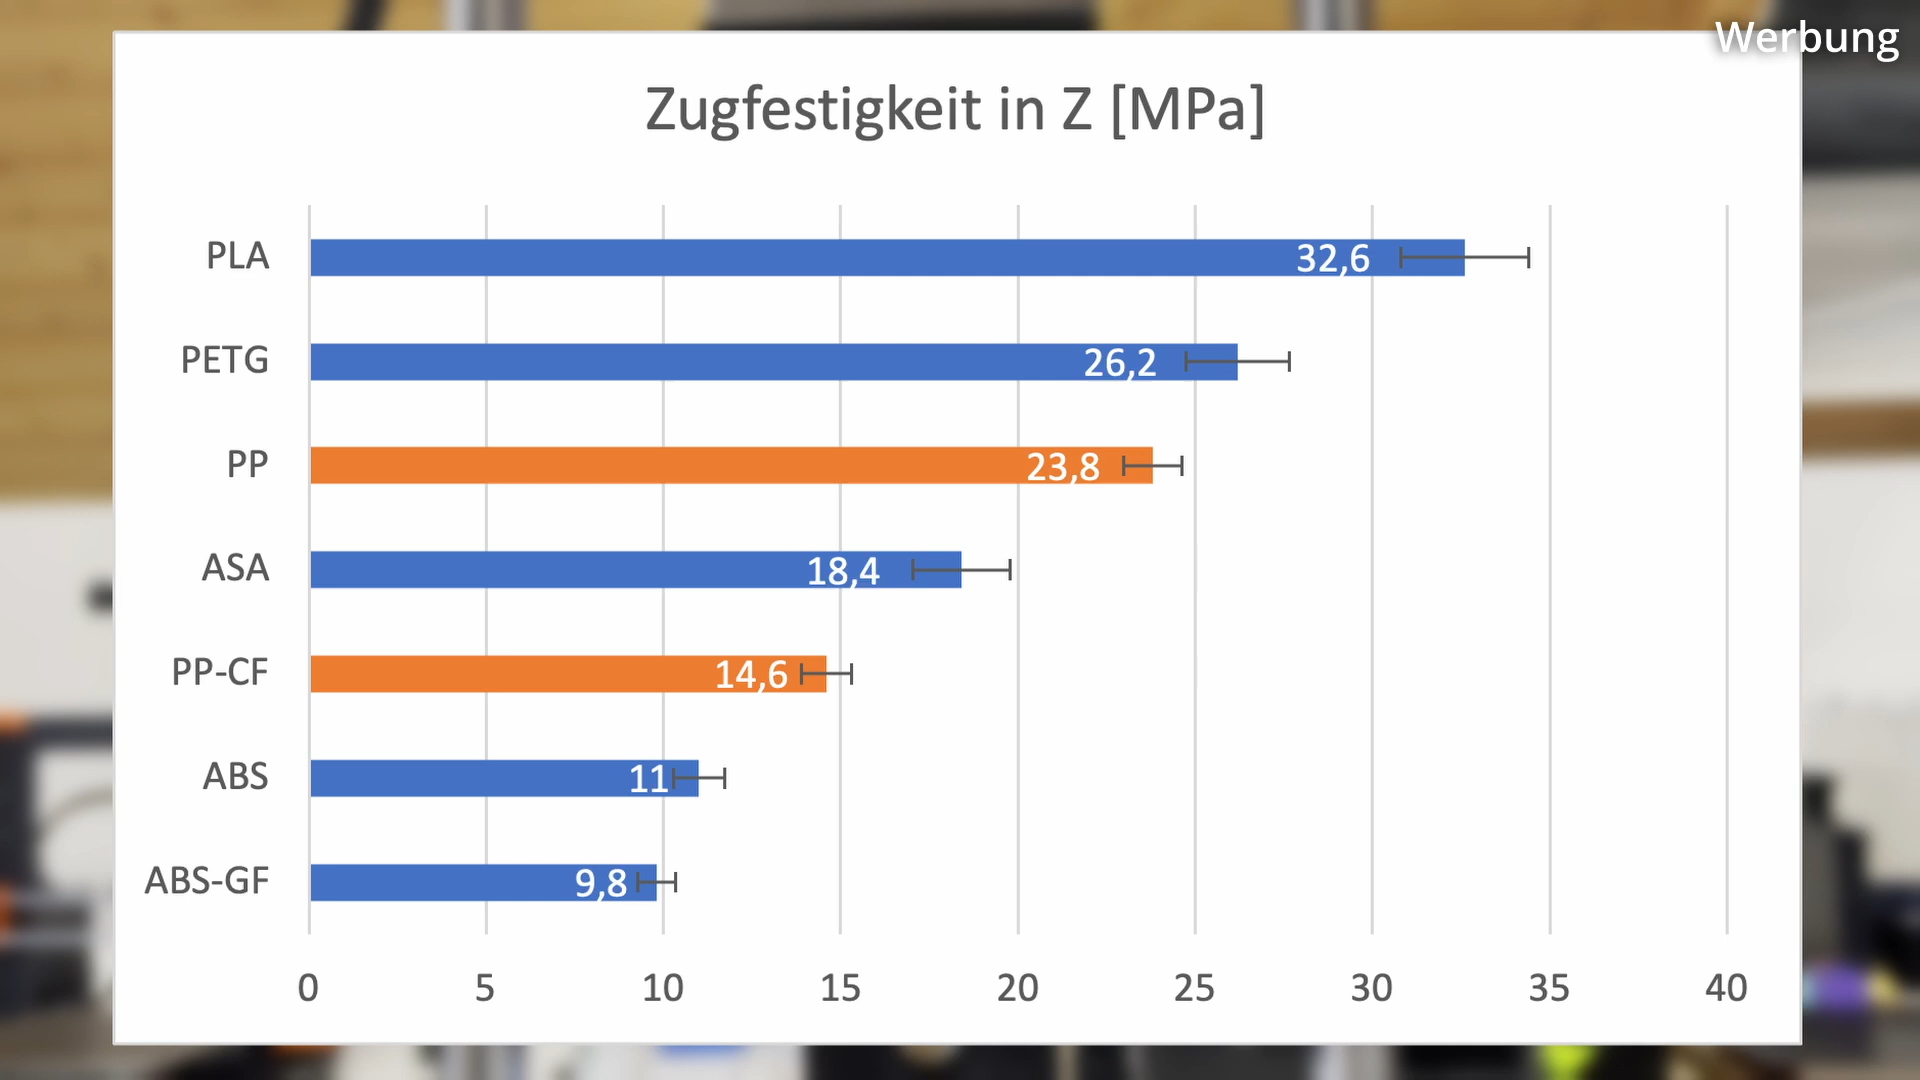 Werbung
Zugfestigkeit in Z [MPa]
PLA 32,6
PETG 26,2
PP 23,8
ASA 18,4
PP-CF 14,6
ABS 11
ABS-GF 9,8
0 5 10 15 20 25 30 35 40